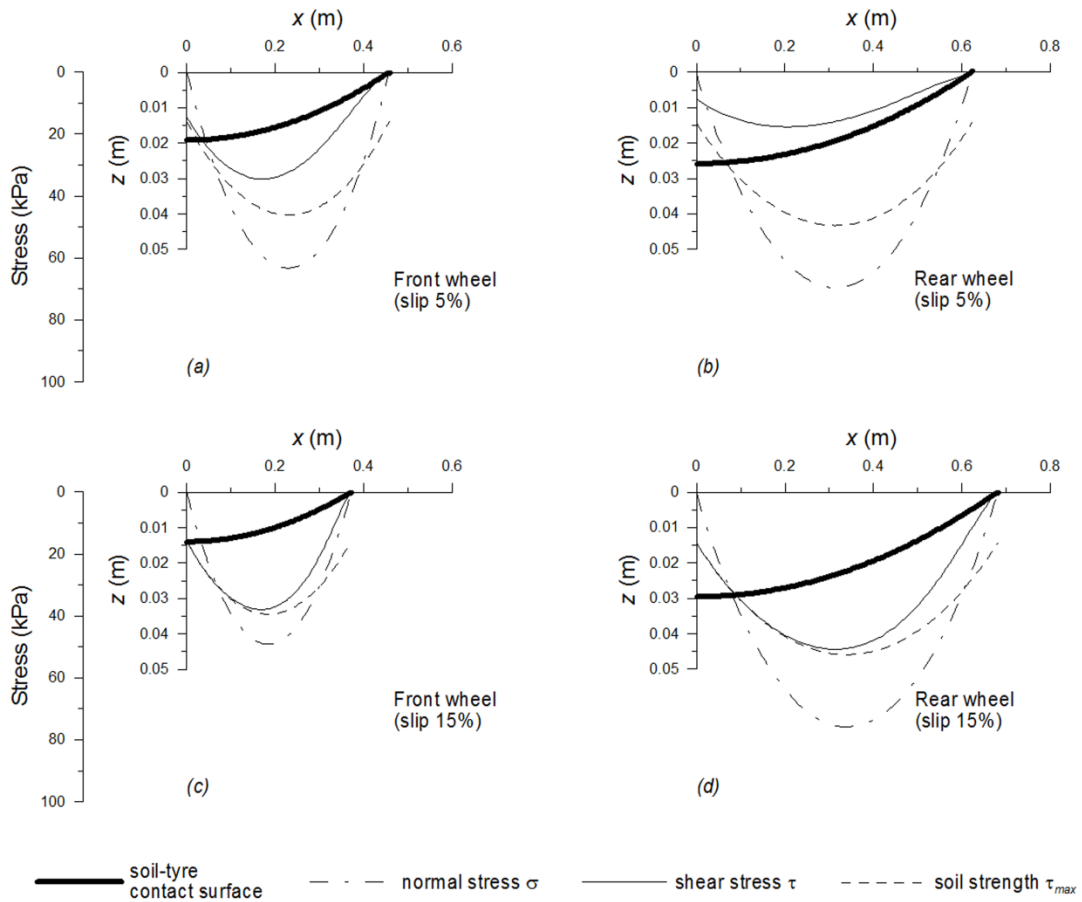 x (m)
0 0.2 0.4 0.6
x (m)
0 0.2 0.4 0.6 0.8
Stress (kPa)
0
20
40
60
80
100
z (m)
0
0.01
0.02
0.03
0.04
0.05
Front wheel
(slip 5%)
(a)
z (m)
0
0.01
0.02
0.03
0.04
0.05
Rear wheel
(slip 5%)
(b)
x (m)
0 0.2 0.4 0.6
x (m)
0 0.2 0.4 0.6 0.8
Stress (kPa)
0
20
40
60
80
100
z (m)
0
0.01
0.02
0.03
0.04
0.05
Front wheel
(slip 15%)
(c)
z (m)
0
0.01
0.02
0.03
0.04
0.05
Rear wheel
(slip 15%)
(d)
soil-tyre
contact surface
normal stress σ
shear stress τ
soil strength τmax